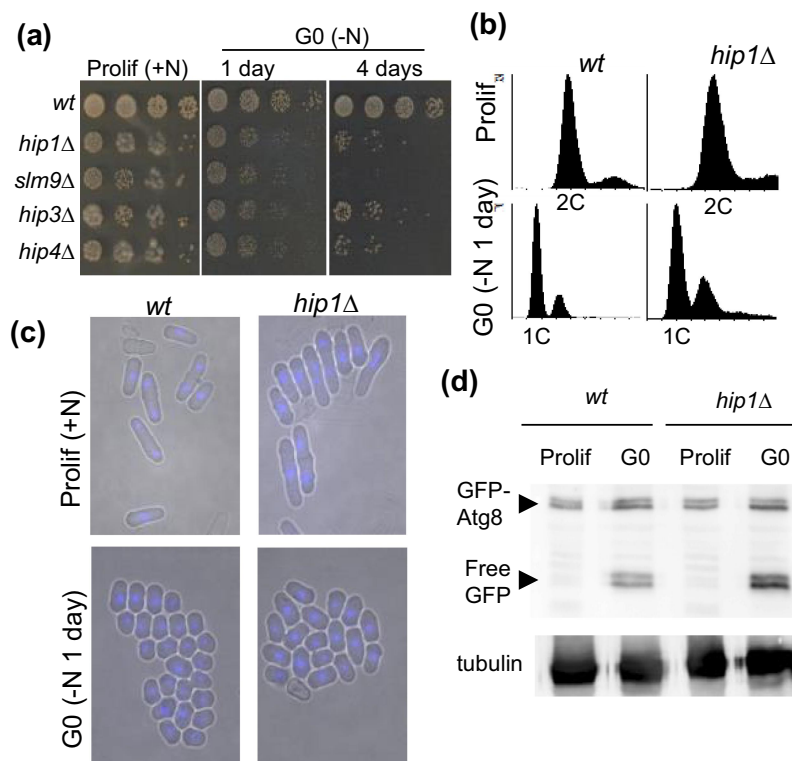 (a)
G0 (-N)
Prolif (+N)
1 day
4 days
wt
hip1Δ
slm9Δ
hip3Δ
hip4Δ
(b)
wt
hip1Δ
Prolif
2C
2C
G0 (-N 1 day)
1C
1C
(c)
wt
hip1Δ
Prolif (+N)
G0 (-N 1 day)
(d)
wt
hip1Δ
Prolif
G0
Prolif
G0
GFP-
Atg8
Free
GFP
tubulin